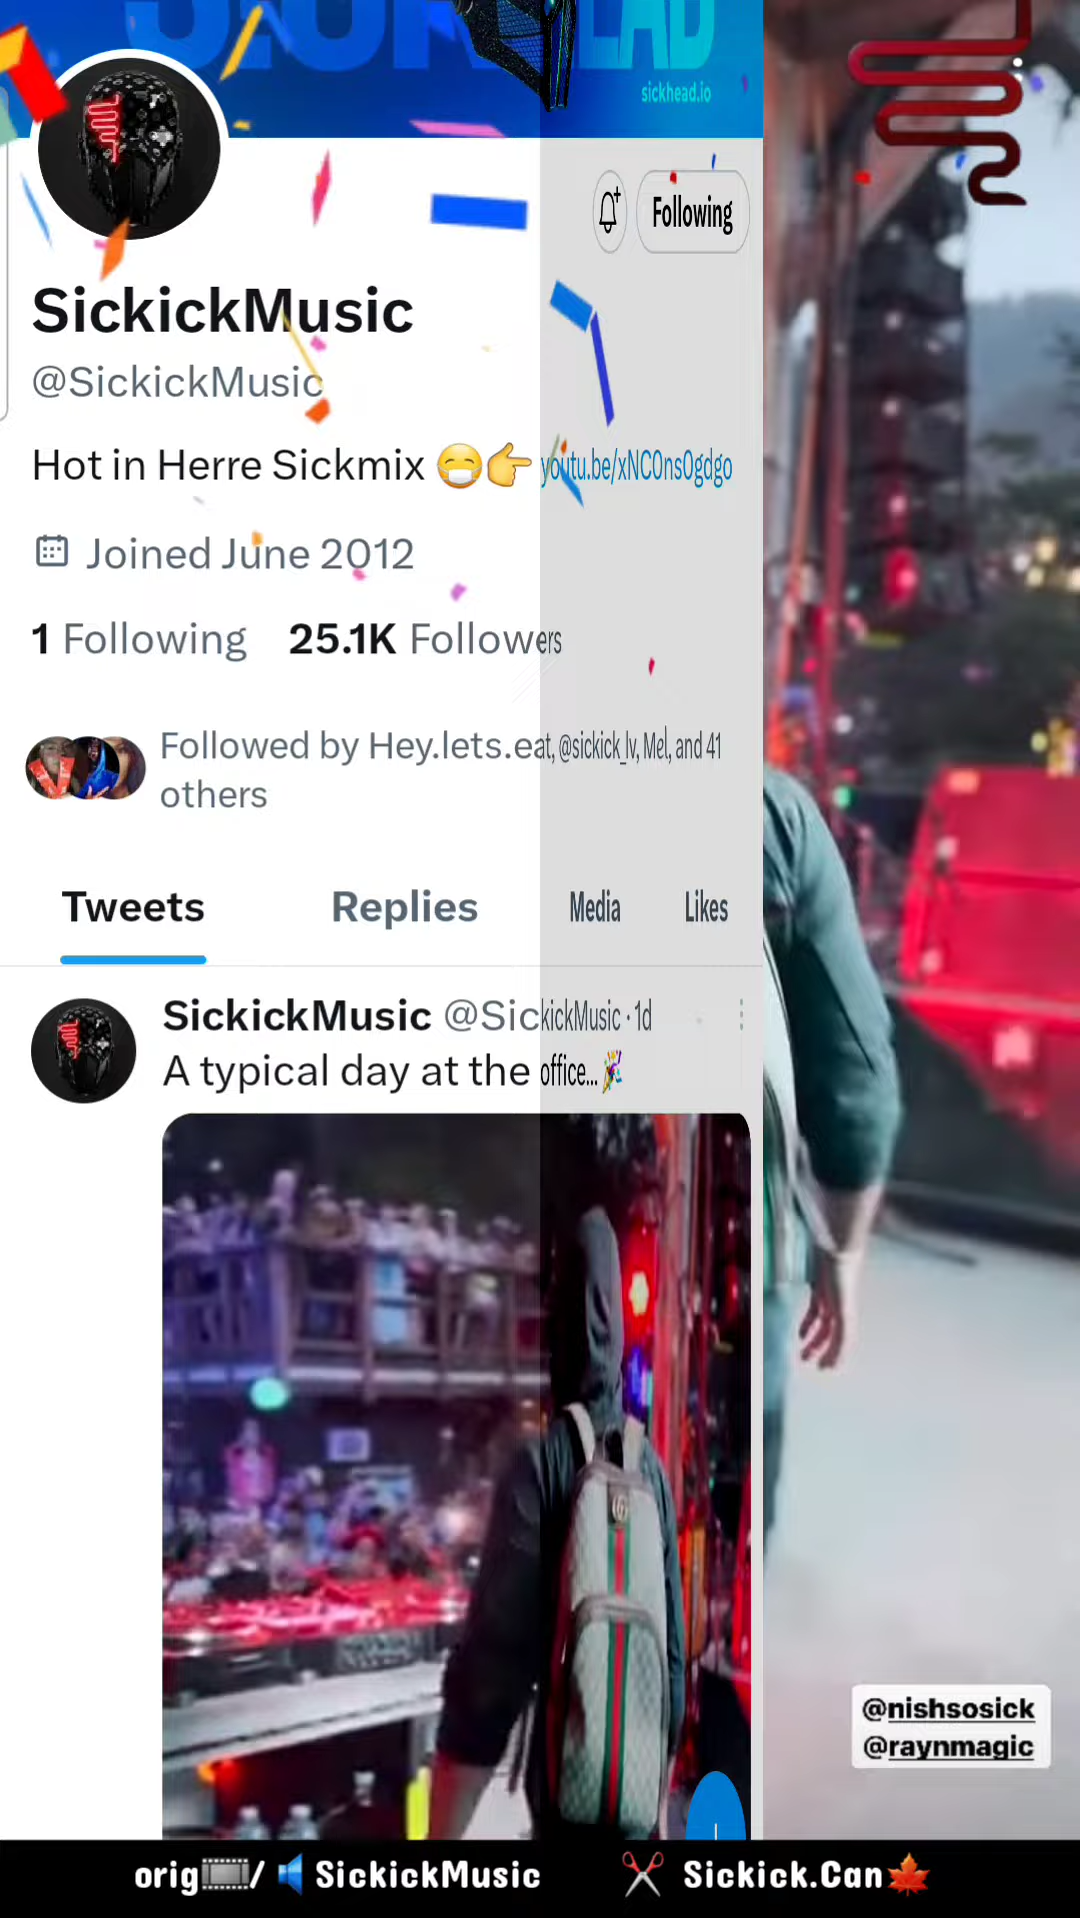 sickhead.io
Following
SickickMusic
@SickickMusic
Hot in Herre Sickmix 😷👉 youtu.be/xNC0nsOgdgo
Joined June 2012
1 Following 25.1K Followers
Followed by Hey.lets.eat, @sickick_lv, Mel, and 41
others
Tweets Replies Media Likes
SickickMusic @SickickMusic · 1d
A typical day at the office...🎉
@nishsosick
@raynmagic
orig🎞️/🔈SickickMusic ✂️ Sickick.Can🍁